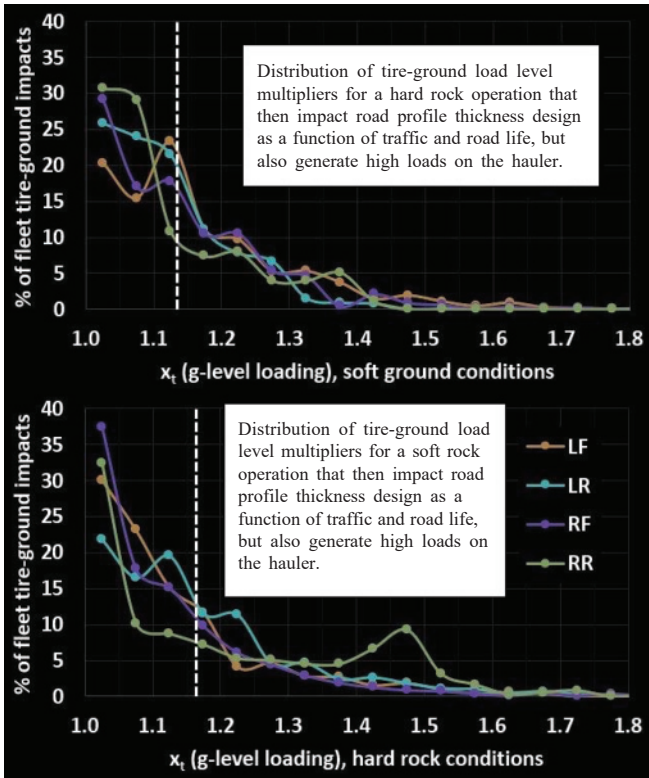 40
35
30
25
20
15
10
5
0
% of fleet tire-ground impacts
Distribution of tire-ground load level
multipliers for a hard rock operation that
then impact road profile thickness design
as a function of traffic and road life, but
also generate high loads on the hauler.
1.0 1.1 1.2 1.3 1.4 1.5 1.6 1.7 1.8
xₜ (g-level loading), soft ground conditions
40
35
30
25
20
15
10
5
0
% of fleet tire-ground impacts
Distribution of tire-ground load
level multipliers for a soft rock
operation that then impact road
profile thickness design as a
function of traffic and road life,
but also generate high loads on
the hauler.
LF
LR
RF
RR
1.0 1.1 1.2 1.3 1.4 1.5 1.6 1.7 1.8
xₜ (g-level loading), hard rock conditions